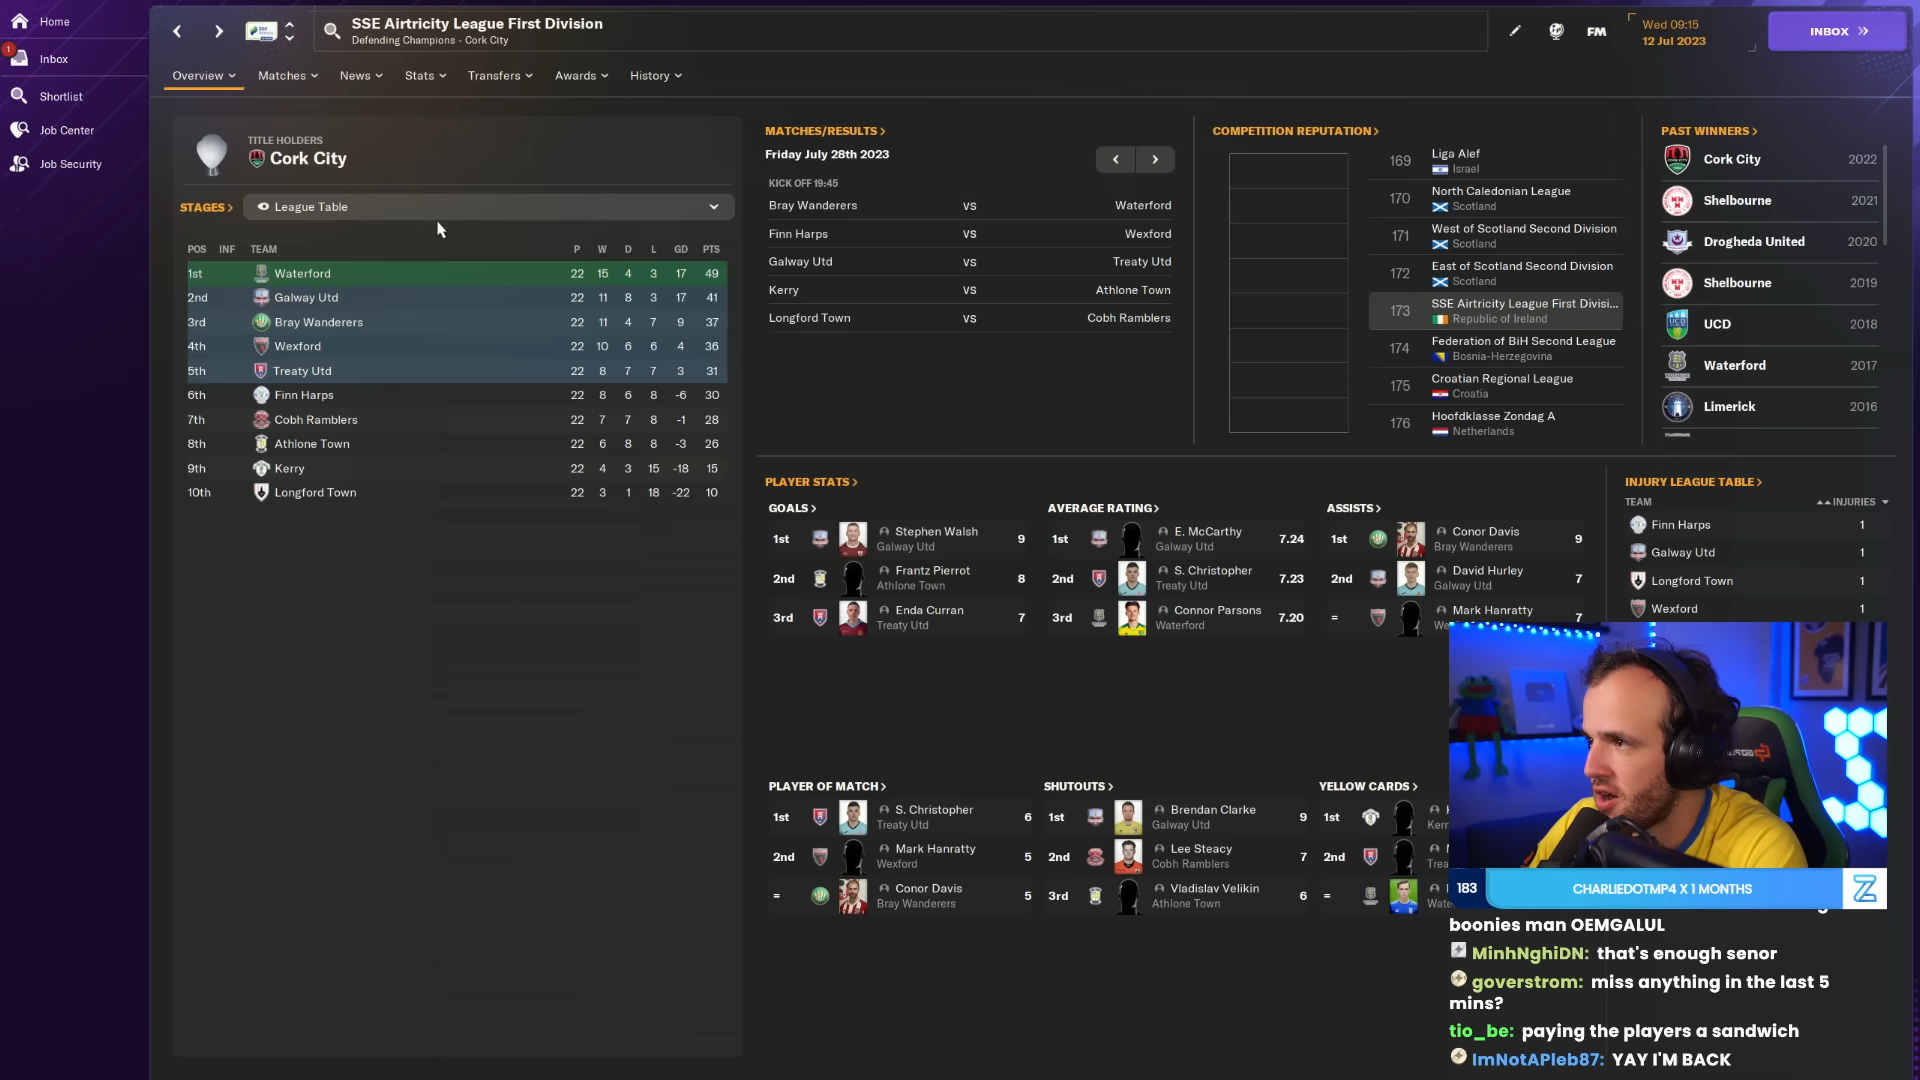 Home
1
Inbox
Shortlist
Job Center
Job Security
SSE Airtricity League First Division
Defending Champions - Cork City
FM
Wed 09:15
12 Jul 2023
INBOX
Overview
Matches
News
Stats
Transfers
Awards
History
TITLE HOLDERS
Cork City
STAGES >
League Table
POS INF TEAM P W D L GD PTS
1st Waterford 22 15 4 3 17 49
2nd Galway Utd 22 11 8 3 17 41
3rd Bray Wanderers 22 11 4 7 9 37
4th Wexford 22 10 6 6 4 36
5th Treaty Utd 22 8 7 7 3 31
6th Finn Harps 22 8 6 8 -6 30
7th Cobh Ramblers 22 7 7 8 -1 28
8th Athlone Town 22 6 8 8 -3 26
9th Kerry 22 4 3 15 -18 15
10th Longford Town 22 3 1 18 -22 10
MATCHES/RESULTS >
Friday July 28th 2023
KICK OFF 19:45
Bray Wanderers VS Waterford
Finn Harps VS Wexford
Galway Utd VS Treaty Utd
Kerry VS Athlone Town
Longford Town VS Cobh Ramblers
COMPETITION REPUTATION >
169 Liga Alef
Israel
170 North Caledonian League
Scotland
171 West of Scotland Second Division
Scotland
172 East of Scotland Second Division
Scotland
173 SSE Airtricity League First Divisi...
Republic of Ireland
174 Federation of BiH Second League
Bosnia-Herzegovina
175 Croatian Regional League
Croatia
176 Hoofdklasse Zondag A
Netherlands
PAST WINNERS >
Cork City 2022
Shelbourne 2021
Drogheda United 2020
Shelbourne 2019
UCD 2018
Waterford 2017
Limerick 2016
PLAYER STATS >
GOALS >
1st Stephen Walsh 9
Galway Utd
2nd Frantz Pierrot 8
Athlone Town
3rd Enda Curran 7
Treaty Utd
AVERAGE RATING >
1st E. McCarthy 7.24
Galway Utd
2nd S. Christopher 7.23
Treaty Utd
3rd Connor Parsons 7.20
Waterford
ASSISTS >
1st Conor Davis 9
Bray Wanderers
2nd David Hurley 7
Galway Utd
= Mark Hanratty 7
We
INJURY LEAGUE TABLE >
TEAM INJURIES
Finn Harps 1
Galway Utd 1
Longford Town 1
Wexford 1
PLAYER OF MATCH >
1st S. Christopher 6
Treaty Utd
2nd Mark Hanratty 5
Wexford
= Conor Davis 5
Bray Wanderers
SHUTOUTS >
1st Brendan Clarke 9
Galway Utd
2nd Lee Steacy 7
Cobh Ramblers
3rd Vladislav Velikin 6
Athlone Town
YELLOW CARDS >
1st
Kerr
2nd
Trea
=
Wate
183 CHARLIEDOTMP4 X 1 MONTHS Z
boonies man OEMGALUL
MinhNghiDN: that's enough senor
goverstrom: miss anything in the last 5
mins?
tio_be: paying the players a sandwich
ImNotAPleb87: YAY I'M BACK